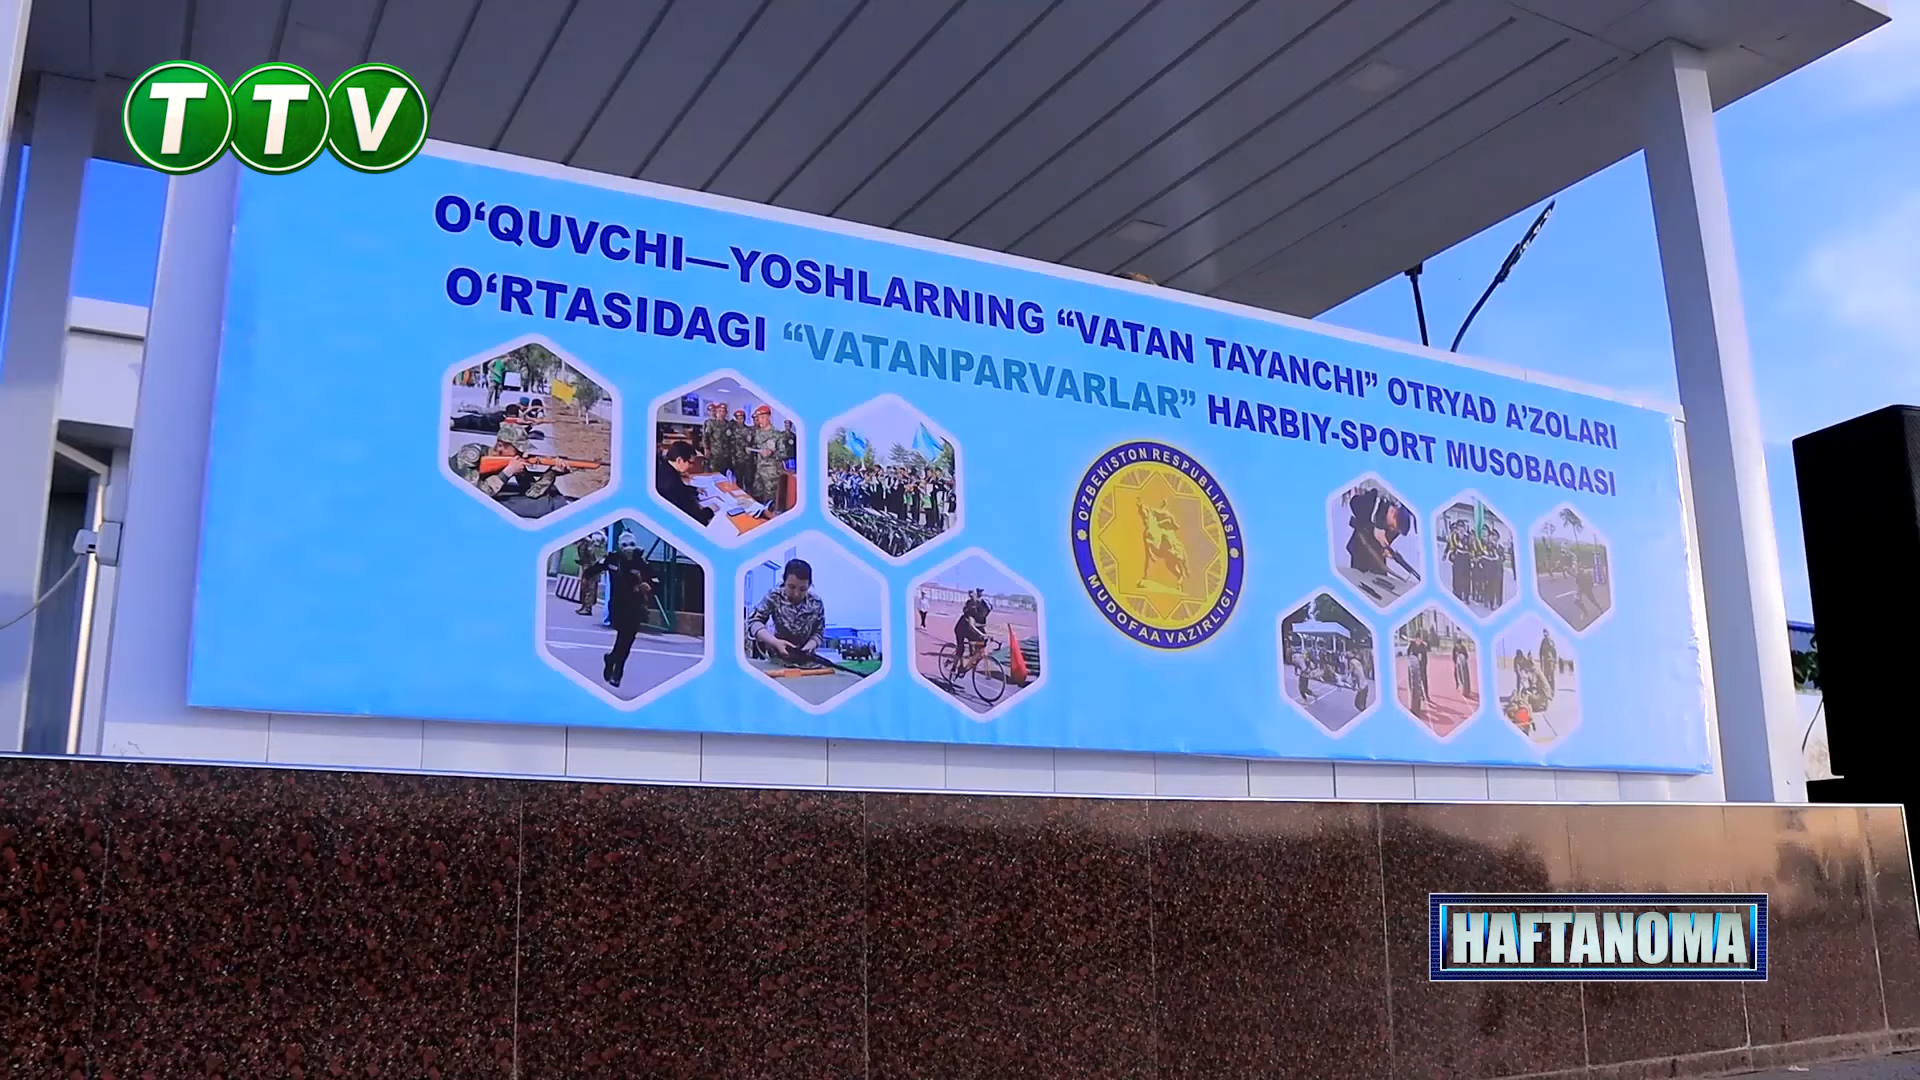 TTV
O‘QUVCHI—YOSHLARNING “VATAN TAYANCHI” OTRYAD A’ZOLARI
O‘RTASIDAGI “VATANPARVARLAR” HARBIY-SPORT MUSOBAQASI
O‘ZBEKISTON RESPUBLIKASI
MUDOFAA VAZIRLIGI
HAFTANOMA